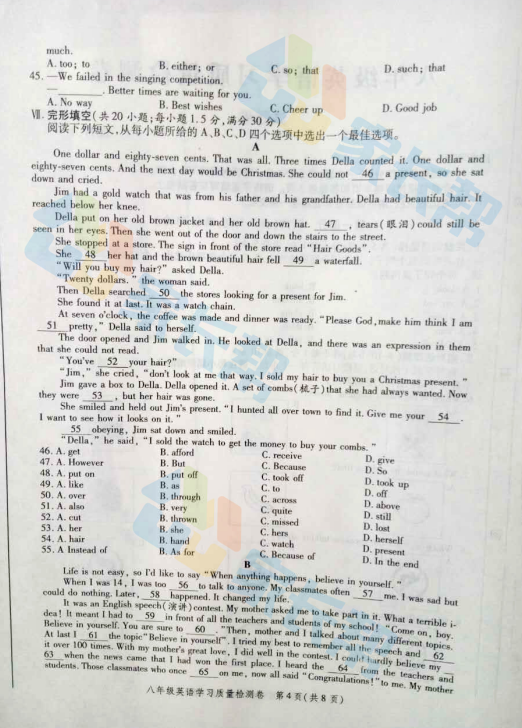 much.
A. too; to B. either; or C. so; that D. such; that
45. —We failed in the singing competition.
—________. Better times are waiting for you.
A. No way B. Best wishes C. Cheer up D. Good job
Ⅶ. 完形填空(共20小题;每小题1.5分,满分30分)
阅读下列短文,从每小题所给的A、B、C、D四个选项中选出一个最佳选项。
A
One dollar and eighty-seven cents. That was all. Three times Della counted it. One dollar and
eighty-seven cents. And the next day would be Christmas. She could not 46 a present, so she sat
down and cried.
Jim had a gold watch that was from his father and his grandfather. Della had beautiful hair. It
reached below her knee.
Della put on her old brown jacket and her old brown hat. 47 , tears(眼泪) could still be
seen in her eyes. Then she went out of the door and down the stairs to the street.
She stopped at a store. The sign in front of the store read “Hair Goods”.
She 48 her hat and the brown beautiful hair fell 49 a waterfall.
“Will you buy my hair?” asked Della.
“Twenty dollars.” the woman said.
Then Della searched 50 the stores looking for a present for Jim.
She found it at last. It was a watch chain.
At seven o'clock, the coffee was made and dinner was ready. “Please God, make him think I am
51 pretty,” Della said to herself.
The door opened and Jim walked in. He looked at Della, and there was an expression in them
that she could not read.
“You've 52 your hair?”
“Jim,” she cried, “don't look at me that way. I sold my hair to buy you a Christmas present.”
Jim gave a box to Della. Della opened it. A set of combs(梳子) that she had always wanted. Now
they were 53 , but her hair was gone.
She smiled and held out Jim's present. “I hunted all over town to find it. Give me your 54 .
I want to see how it looks on it.”
55 obeying, Jim sat down and smiled.
“Della,” he said, “I sold the watch to get the money to buy your combs.”
46. A. get B. afford C. receive D. give
47. A. However B. But C. Because D. So
48. A. put on B. put off C. took off D. took up
49. A. like B. as C. to D. off
50. A. over B. through C. across D. above
51. A. also B. very C. quite D. still
52. A. cut B. thrown C. missed D. lost
53. A. her B. she C. hers D. herself
54. A. hair B. hand C. watch D. present
55. A Instead of B. As for C. Because of D. In the end
B
Life is not easy, so I'd like to say “When anything happens, believe in yourself.”
When I was 14, I was too 56 to talk to anyone. My classmates often 57 me. I was sad but
could do nothing. Later, 58 happened. It changed my life.
It was an English speech(演讲) contest. My mother asked me to take part in it. What a terrible i-
dea! It meant I had to 59 in front of all the teachers and students of my school! “Come on, boy.
Believe in yourself. You are sure to 60 .” Then, mother and I talked about many different topics.
At last I 61 the topic “Believe in yourself”. I tried my best to remember all the speech and 62
it over 100 times. With my mother's great love, I did well in the contest. I could hardly believe my
63 when the news came that I had won the first place. I heard the 64 from the teachers and
students. Those classmates who once 65 on me, now all said “Congratulations!” to me. My mother
八年级英语学习质量检测卷 第4页(共8页)